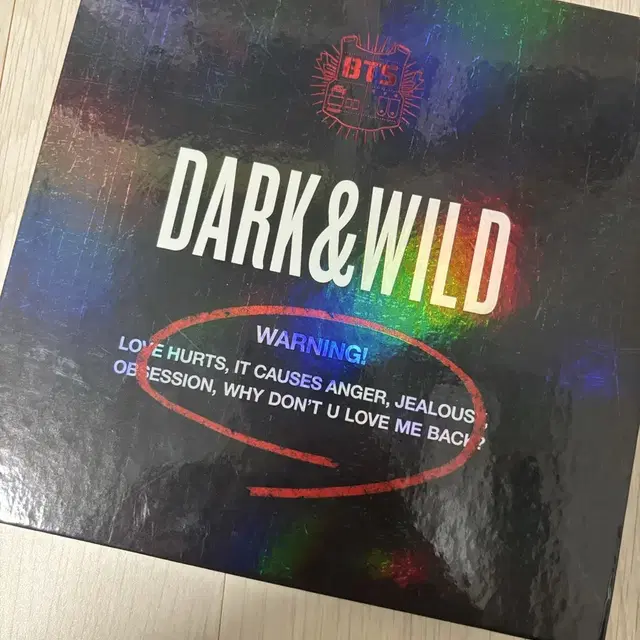 BTS
DARK&WILD
WARNING!
LOVE HURTS, IT CAUSES ANGER, JEALOUSY,
OBSESSION, WHY DON'T U LOVE ME BACK?